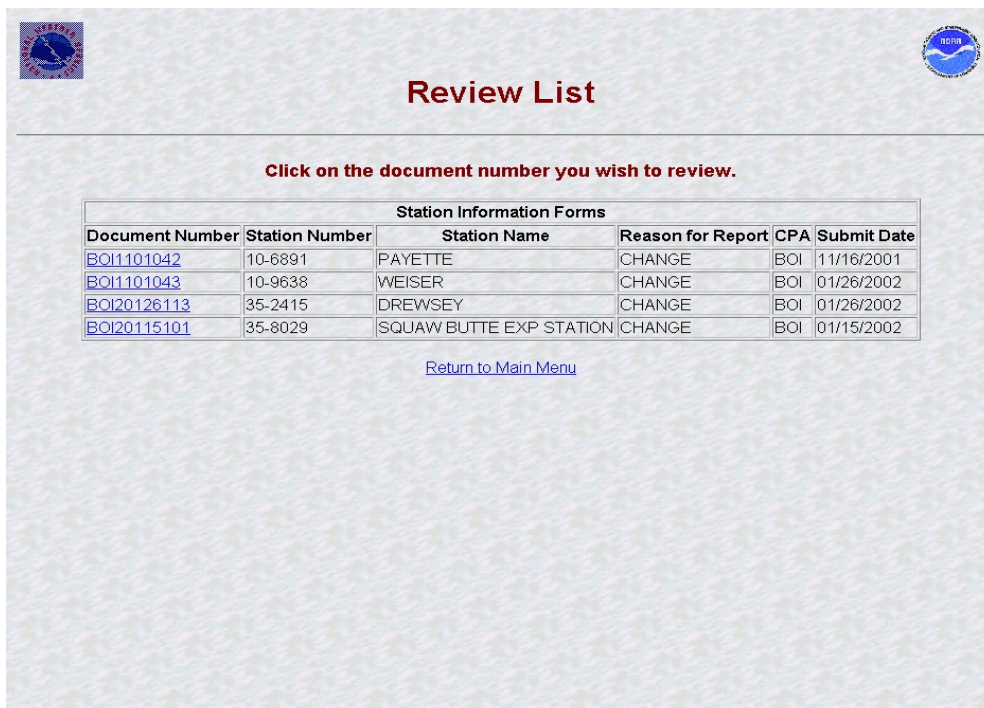 NOAA
Review List
Click on the document number you wish to review.
Station Information Forms
Document Number Station Number Station Name Reason for Report CPA Submit Date
BOI1101042 10-6891 PAYETTE CHANGE BOI 11/16/2001
BOI1101043 10-9638 WEISER CHANGE BOI 01/26/2002
BOI20126113 35-2415 DREWSEY CHANGE BOI 01/26/2002
BOI20115101 35-8029 SQUAW BUTTE EXP STATION CHANGE BOI 01/15/2002
Return to Main Menu